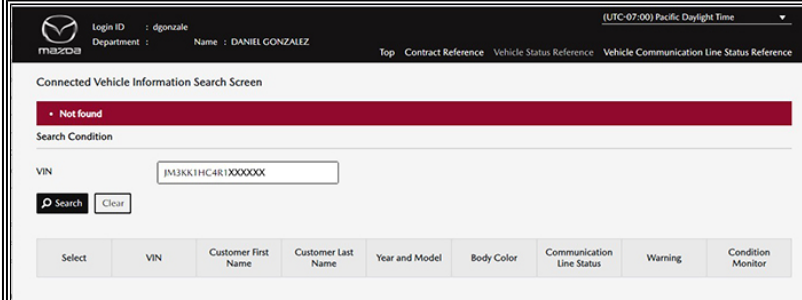 Login ID : dgonzale
(UTC-07:00) Pacific Daylight Time
mazda
Department : Name : DANIEL GONZALEZ
Top Contract Reference Vehicle Status Reference Vehicle Communication Line Status Reference
Connected Vehicle Information Search Screen
• Not found
Search Condition
VIN JM3KK1HC4R1XXXXXX
Search Clear
Select VIN Customer First Name Customer Last Name Year and Model Body Color Communication Line Status Warning Condition Monitor